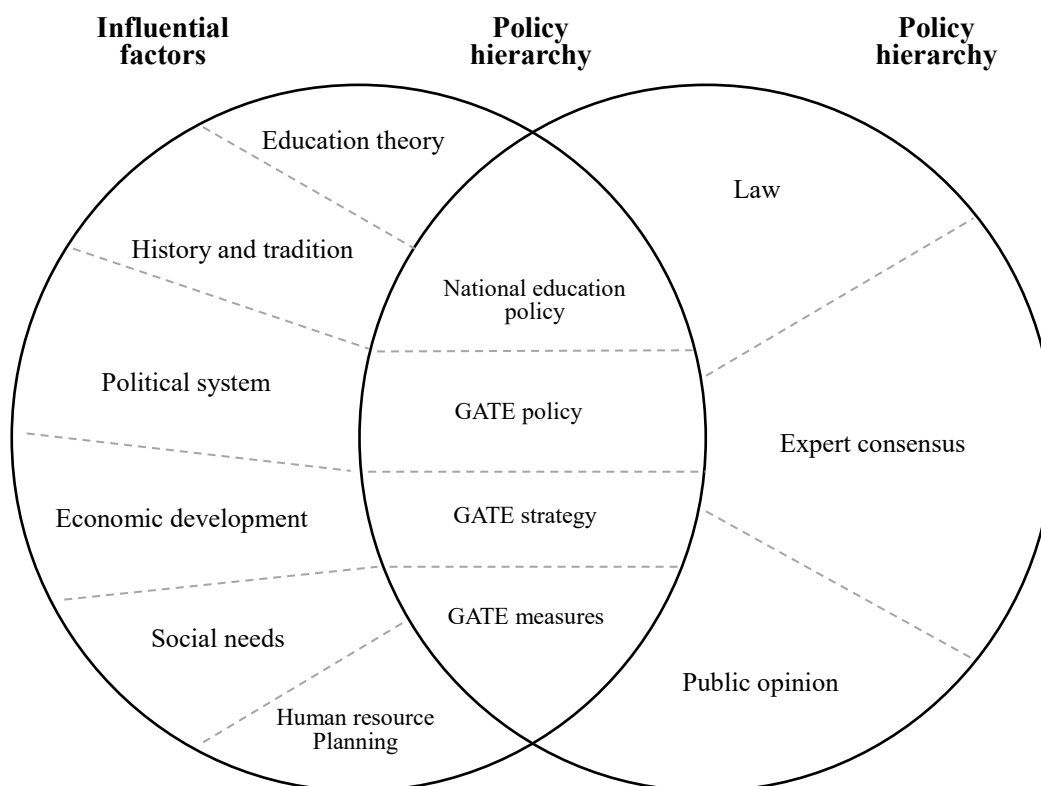 Influential
factors
Policy
hierarchy
Policy
hierarchy
Education theory
History and tradition
Political system
Economic development
Social needs
Human resource
Planning
National education
policy
GATE policy
GATE strategy
GATE measures
Law
Expert consensus
Public opinion